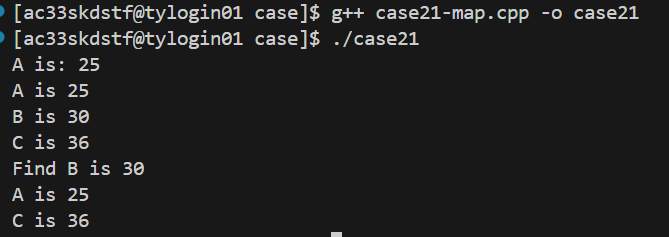 [ac33skdstf@tylogin01 case]$ g++ case21-map.cpp -o case21
[ac33skdstf@tylogin01 case]$ ./case21
A is: 25
A is 25
B is 30
C is 36
Find B is 30
A is 25
C is 36